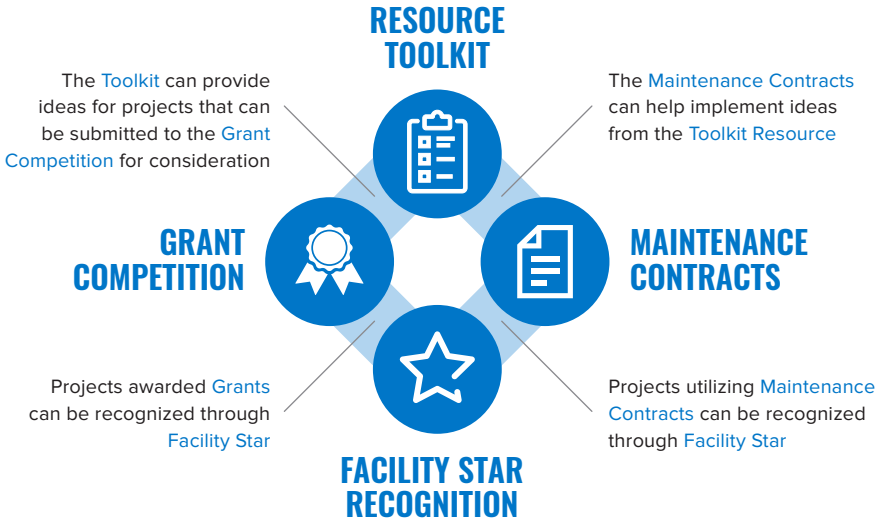 RESOURCE
TOOLKIT
The Toolkit can provide
ideas for projects that can
be submitted to the Grant
Competition for consideration
The Maintenance Contracts
can help implement ideas
from the Toolkit Resource
GRANT
COMPETITION
MAINTENANCE
CONTRACTS
Projects awarded Grants
can be recognized through
Facility Star
Projects utilizing Maintenance
Contracts can be recognized
through Facility Star
FACILITY STAR
RECOGNITION